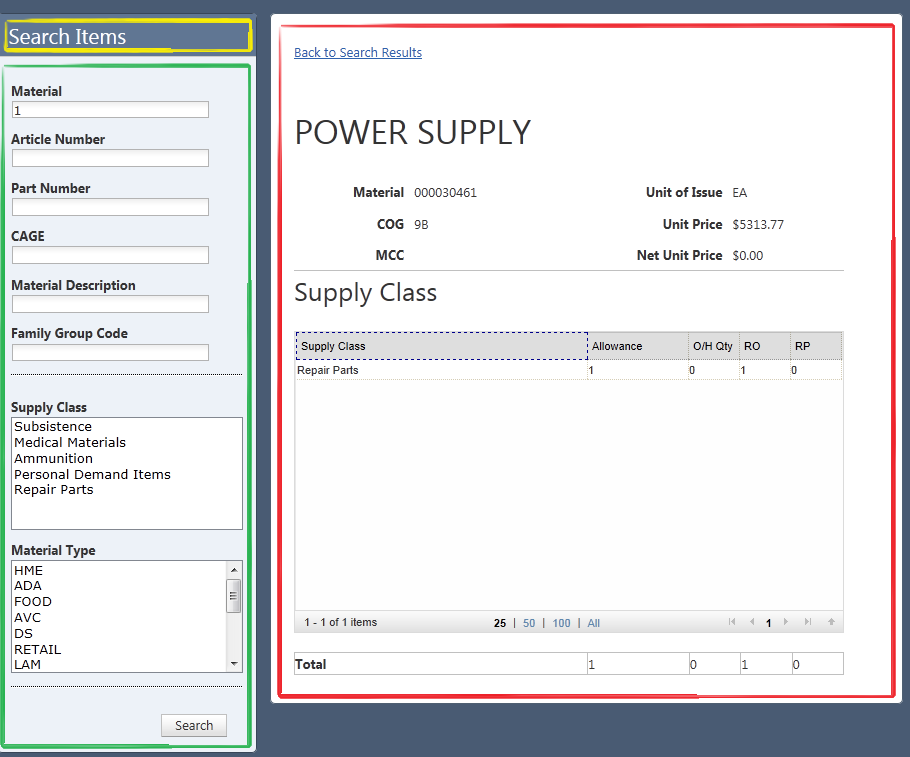 Search Items
Material
1
Article Number
Part Number
CAGE
Material Description
Family Group Code
Supply Class
Subsistence
Medical Materials
Ammunition
Personal Demand Items
Repair Parts
Material Type
HME
ADA
FOOD
AVC
DS
RETAIL
LAM
Search
Back to Search Results
POWER SUPPLY
Material 000030461 Unit of Issue EA
COG 9B Unit Price $5313.77
MCC Net Unit Price $0.00
Supply Class
Supply Class Allowance O/H Qty RO RP
Repair Parts 1 0 1 0
1 - 1 of 1 items 25 | 50 | 100 | All 1
Total 1 0 1 0